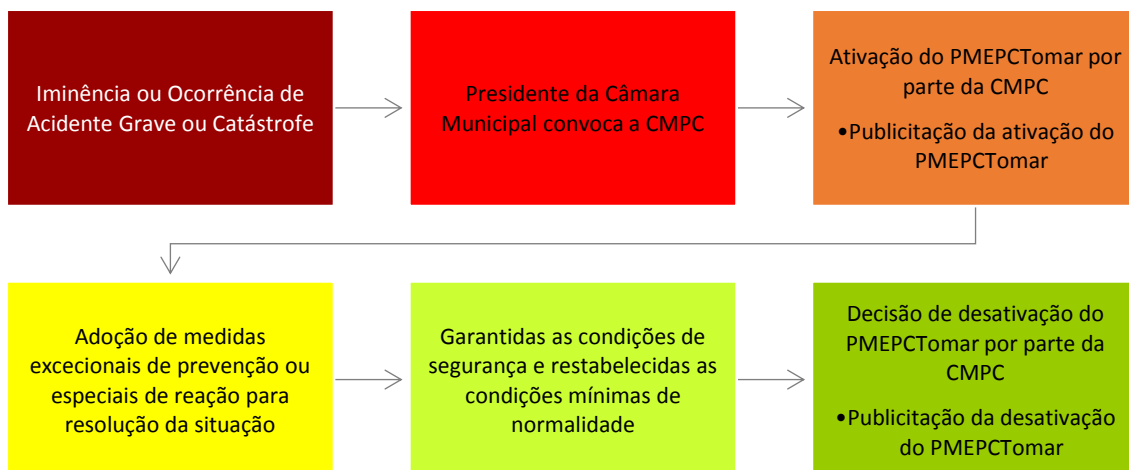 Iminência ou Ocorrência de
Acidente Grave ou Catástrofe
Presidente da Câmara
Municipal convoca a CMPC
Ativação do PMEPCTomar por
parte da CMPC
•Publicitação da ativação do
PMEPCTomar
Adoção de medidas
excecionais de prevenção ou
especiais de reação para
resolução da situação
Garantidas as condições de
segurança e restabelecidas as
condições mínimas de
normalidade
Decisão de desativação do
PMEPCTomar por parte da
CMPC
•Publicitação da desativação
do PMEPCTomar